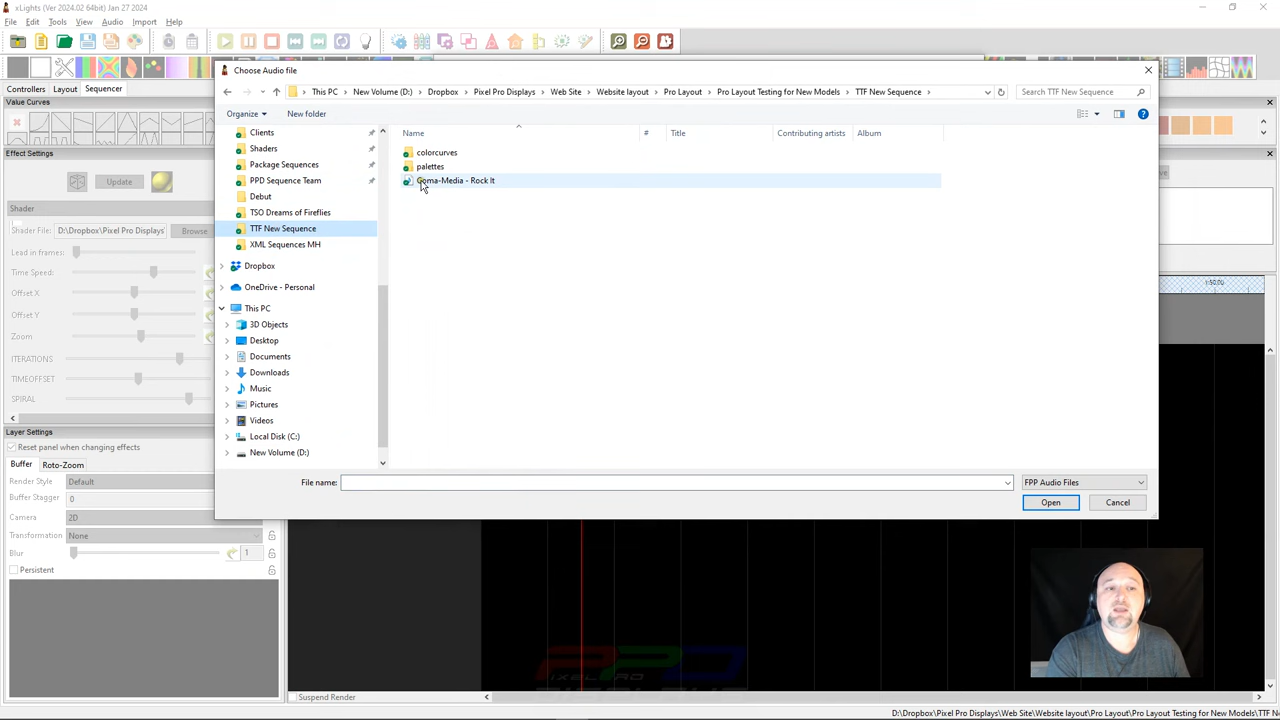 xLights (Ver 2024.02 64bit) Jan 27 2024
File Edit Tools View Audio Import Help
Controllers Layout Sequencer
Value Curves
Effect Settings
Update
Shader
Shader File: D:\Dropbox\Pixel Pro Displays' Browse
Lead in frames:
Time Speed:
Offset X
Offset Y
Zoom
ITERATIONS
TIMEOFFSET
SPIRAL
Layer Settings
Reset panel when changing effects
Buffer Roto-Zoom
Render Style Default
Buffer Stagger 0
Camera 2D
Transformation None
Blur 1
Persistent
Choose Audio file
This PC New Volume (D:) Dropbox Pixel Pro Displays Web Site Website layout Pro Layout Pro Layout Testing for New Models TTF New Sequence
Search TTF New Sequence
Organize New folder
Clients
Shaders
Package Sequences
PPD Sequence Team
Debut
TSO Dreams of Fireflies
TTF New Sequence
XML Sequences MH
Dropbox
OneDrive - Personal
This PC
3D Objects
Desktop
Documents
Downloads
Music
Pictures
Videos
Local Disk (C:)
New Volume (D:)
Name # Title Contributing artists Album
colorcurves
palettes
Coma-Media - Rock It
File name: FPP Audio Files
Open Cancel
1:50.00
PPD
Suspend Render
D:\Dropbox\Pixel Pro Displays\Web Site\Website layout\Pro Layout\Pro Layout Testing for New Models\TTF N